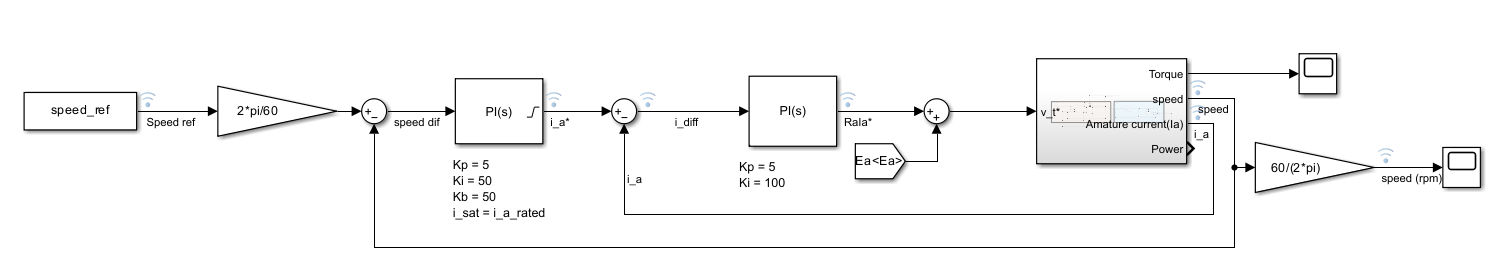 speed_ref
Speed ref
2*pi/60
speed dif
PI(s)
i_a*
Kp = 5
Ki = 50
Kb = 50
i_sat = i_a_rated
i_diff
i_a
PI(s)
RaIa*
Kp = 5
Ki = 100
Ea<Ea>
v_t*
Torque
speed
Amature current(Ia)
Power
speed
i_a
60/(2*pi)
speed (rpm)